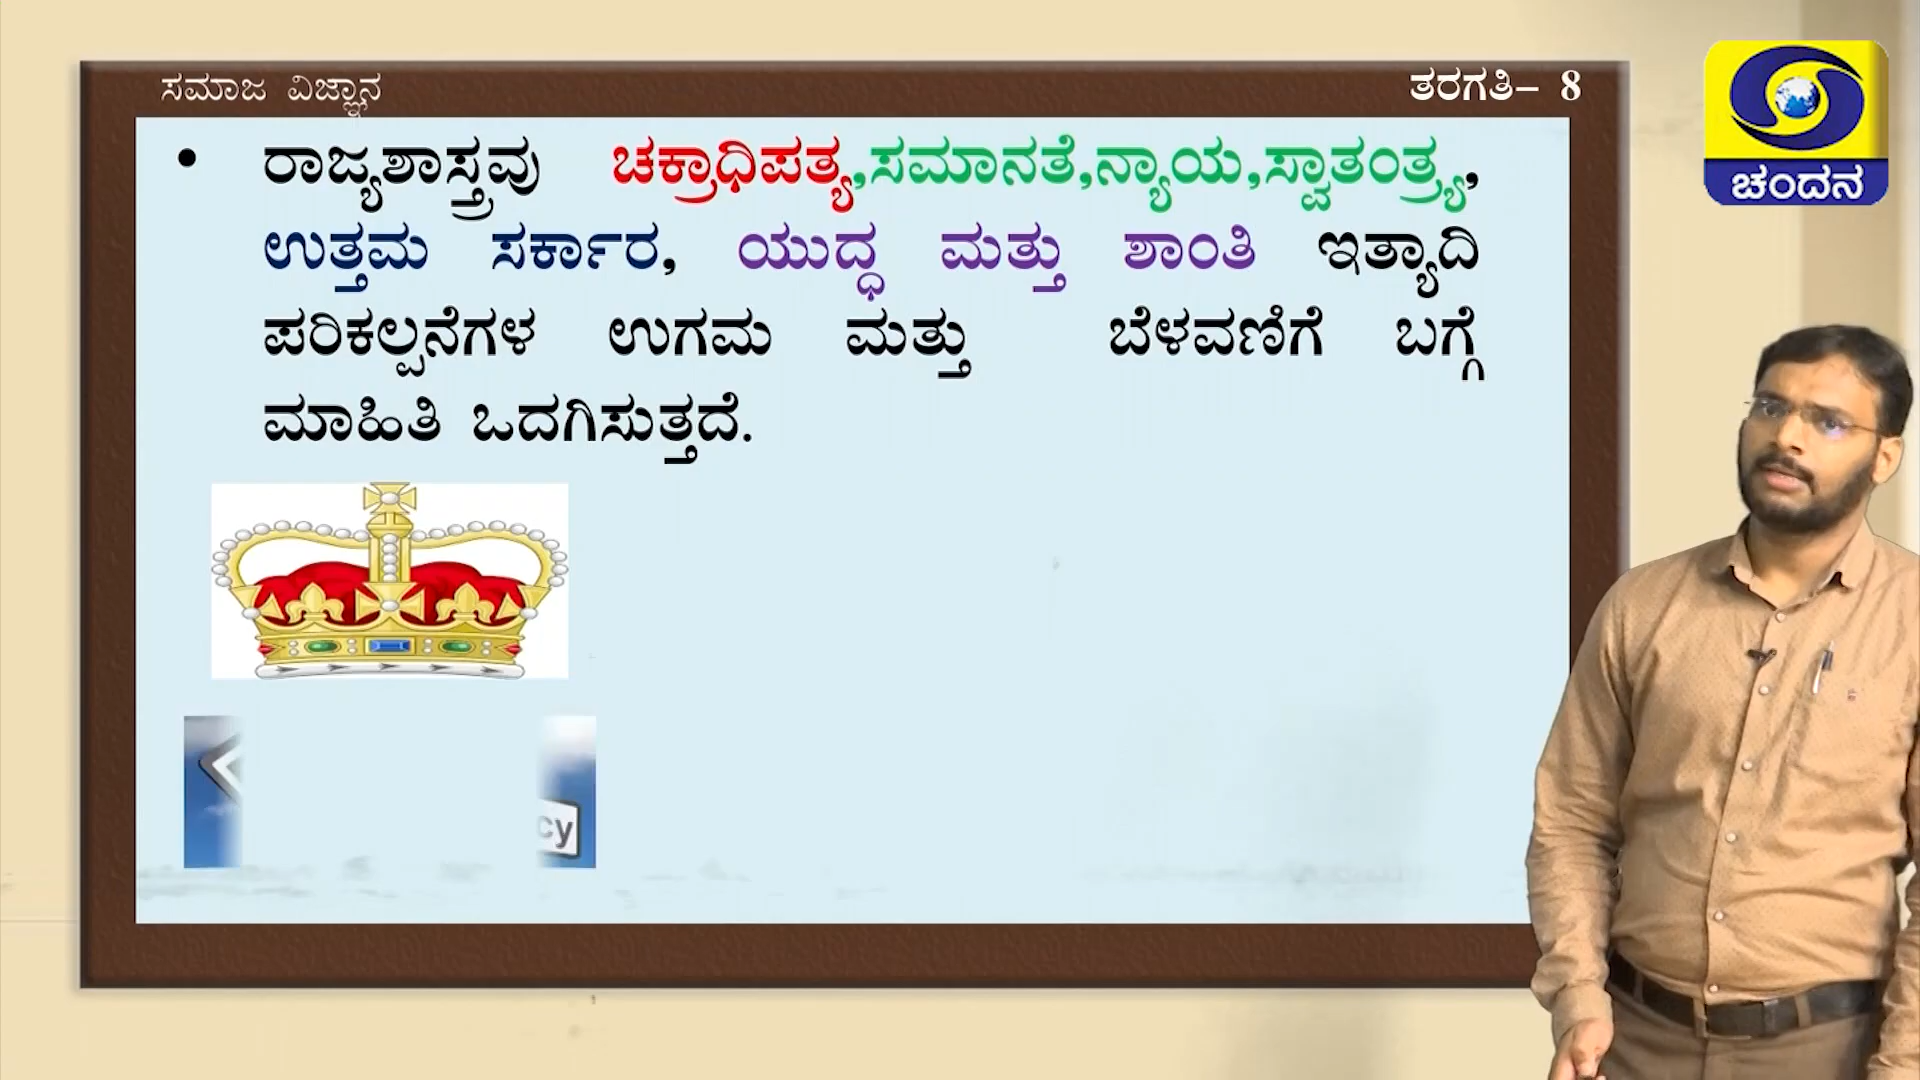 ಸಮಾಜ ವಿಜ್ಞಾನ
ತರಗತಿ– 8
• ರಾಜ್ಯಶಾಸ್ತ್ರವು ಚಕ್ರಾಧಿಪತ್ಯ,ಸಮಾನತೆ,ನ್ಯಾಯ,ಸ್ವಾತಂತ್ರ್ಯ,
ಉತ್ತಮ ಸರ್ಕಾರ, ಯುದ್ಧ ಮತ್ತು ಶಾಂತಿ ಇತ್ಯಾದಿ
ಪರಿಕಲ್ಪನೆಗಳ ಉಗಮ ಮತ್ತು ಬೆಳವಣಿಗೆ ಬಗ್ಗೆ
ಮಾಹಿತಿ ಒದಗಿಸುತ್ತದೆ.
cy
ಚಂದನ